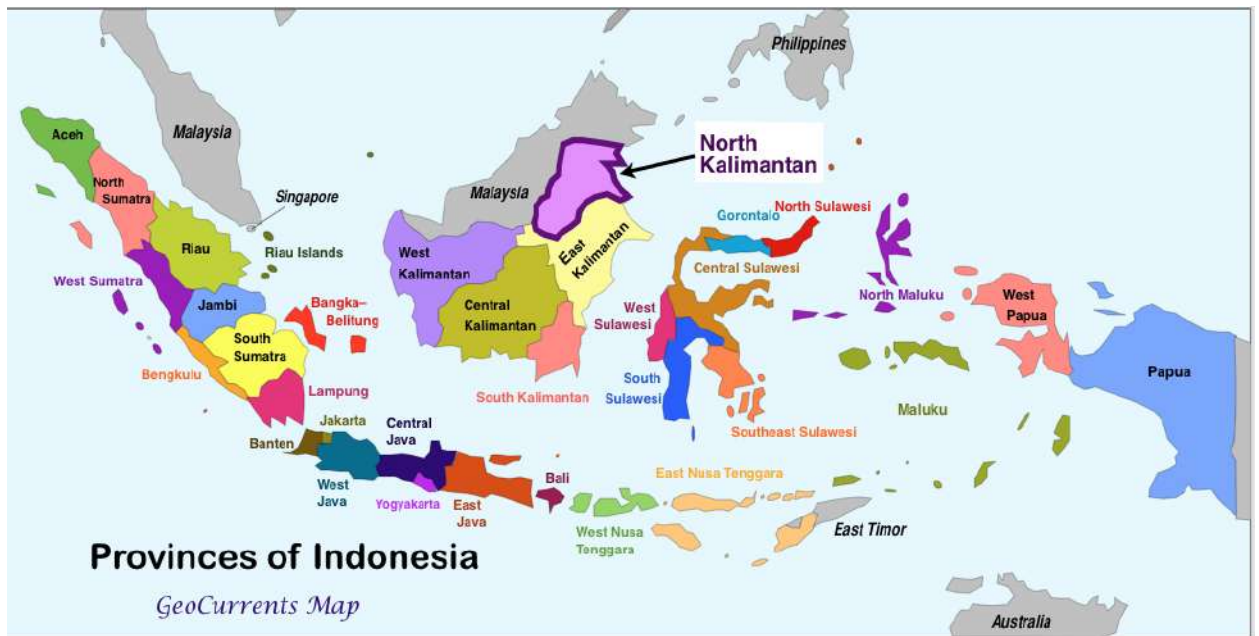 Philippines
Malaysia
Aceh
North
Kalimantan
North
Sumatra
Singapore
Malaysia
North Sulawesi
Gorontalo
Riau
Riau Islands
West
Kalimantan
East
Kalimantan
Central Sulawesi
West Sumatra
Jambi
Bangka–
Belitung
Central
Kalimantan
West
Sulawesi
North Maluku
West
Papua
South
Sumatra
Bengkulu
Lampung
South Kalimantan
South
Sulawesi
Papua
Maluku
Southeast Sulawesi
Jakarta
Banten
Central
Java
West
Java
Yogyakarta
East
Java
Bali
East Nusa Tenggara
West Nusa
Tenggara
East Timor
Provinces of Indonesia
GeoCurrents Map
Australia